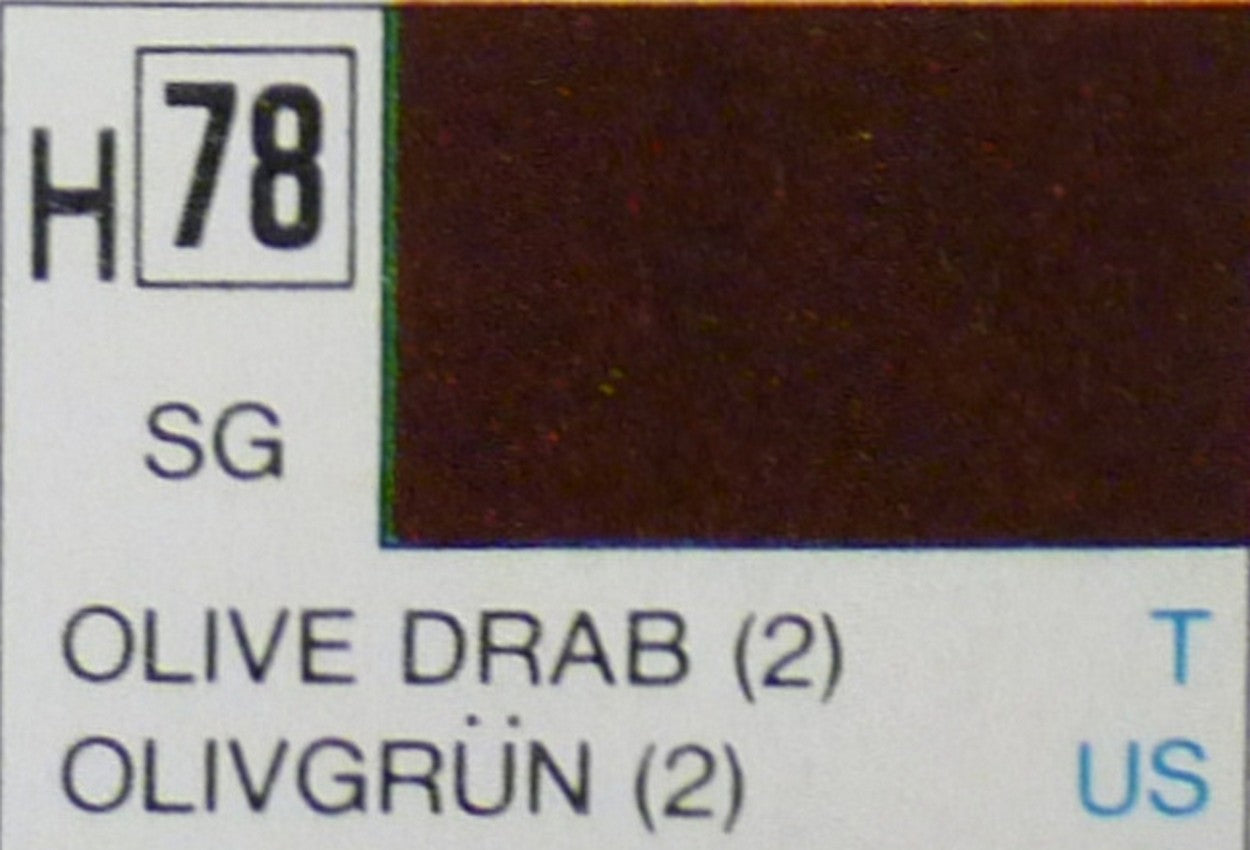 H 78
SG
OLIVE DRAB (2) T
OLIVGRÜN (2) US